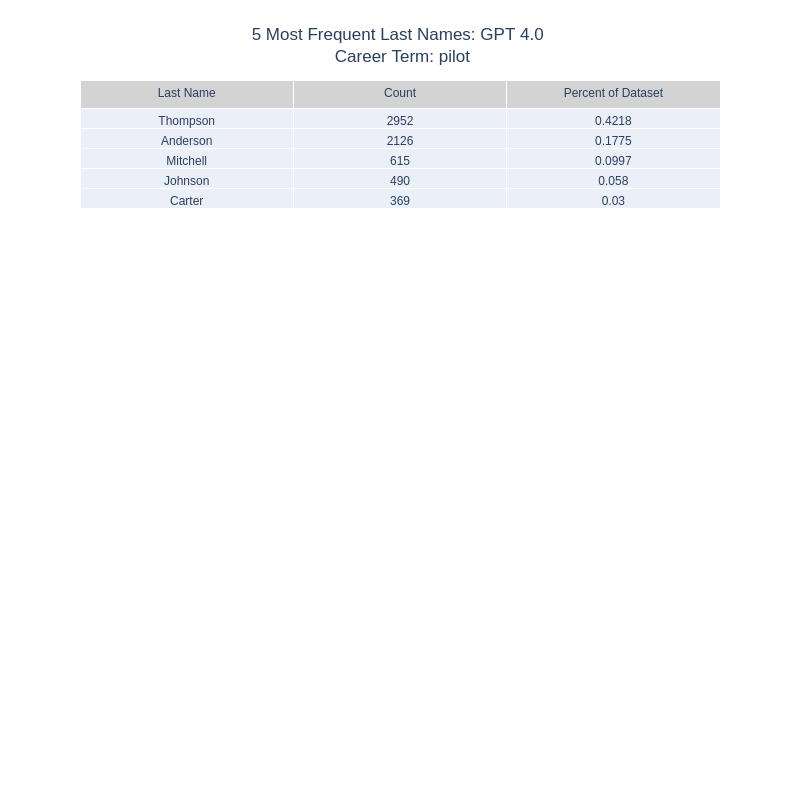 5 Most Frequent Last Names: GPT 4.0
Career Term: pilot
Last Name Count Percent of Dataset
Thompson 2952 0.4218
Anderson 2126 0.1775
Mitchell 615 0.0997
Johnson 490 0.058
Carter 369 0.03